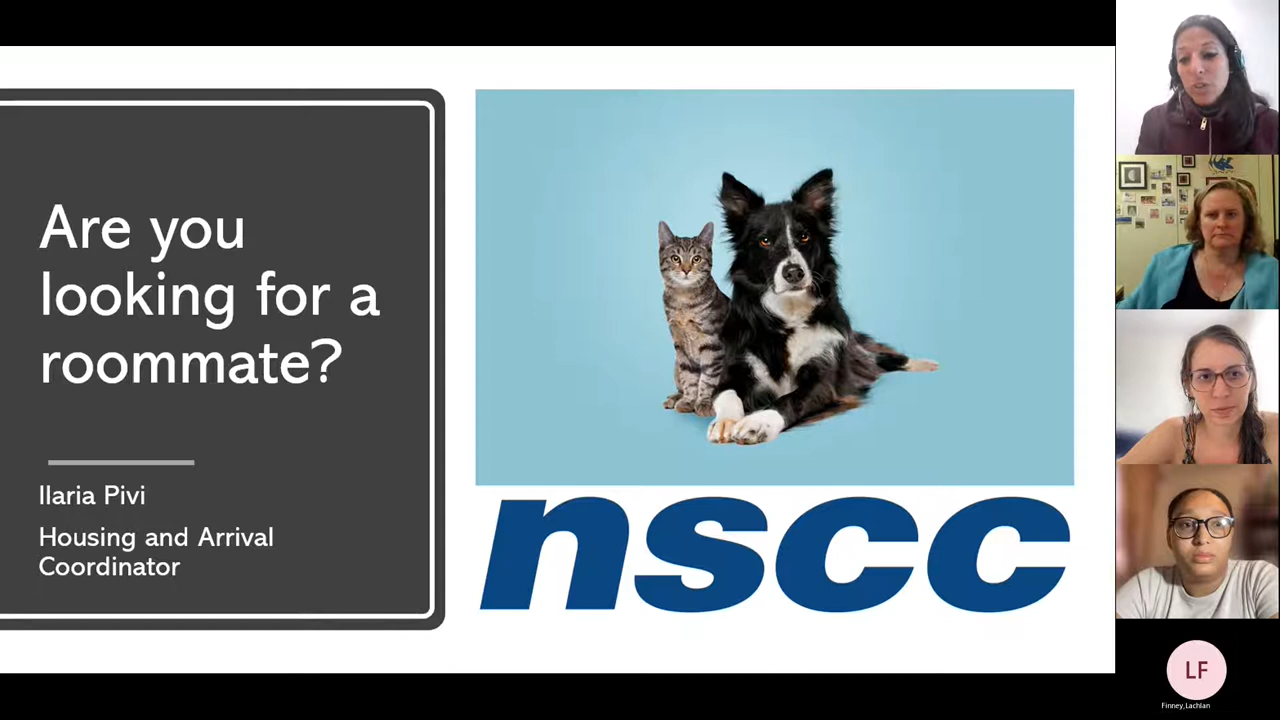 Are you
looking for a
roommate?
Ilaria Pivi
Housing and Arrival
Coordinator
nscc
LF
Finney,Lachlan